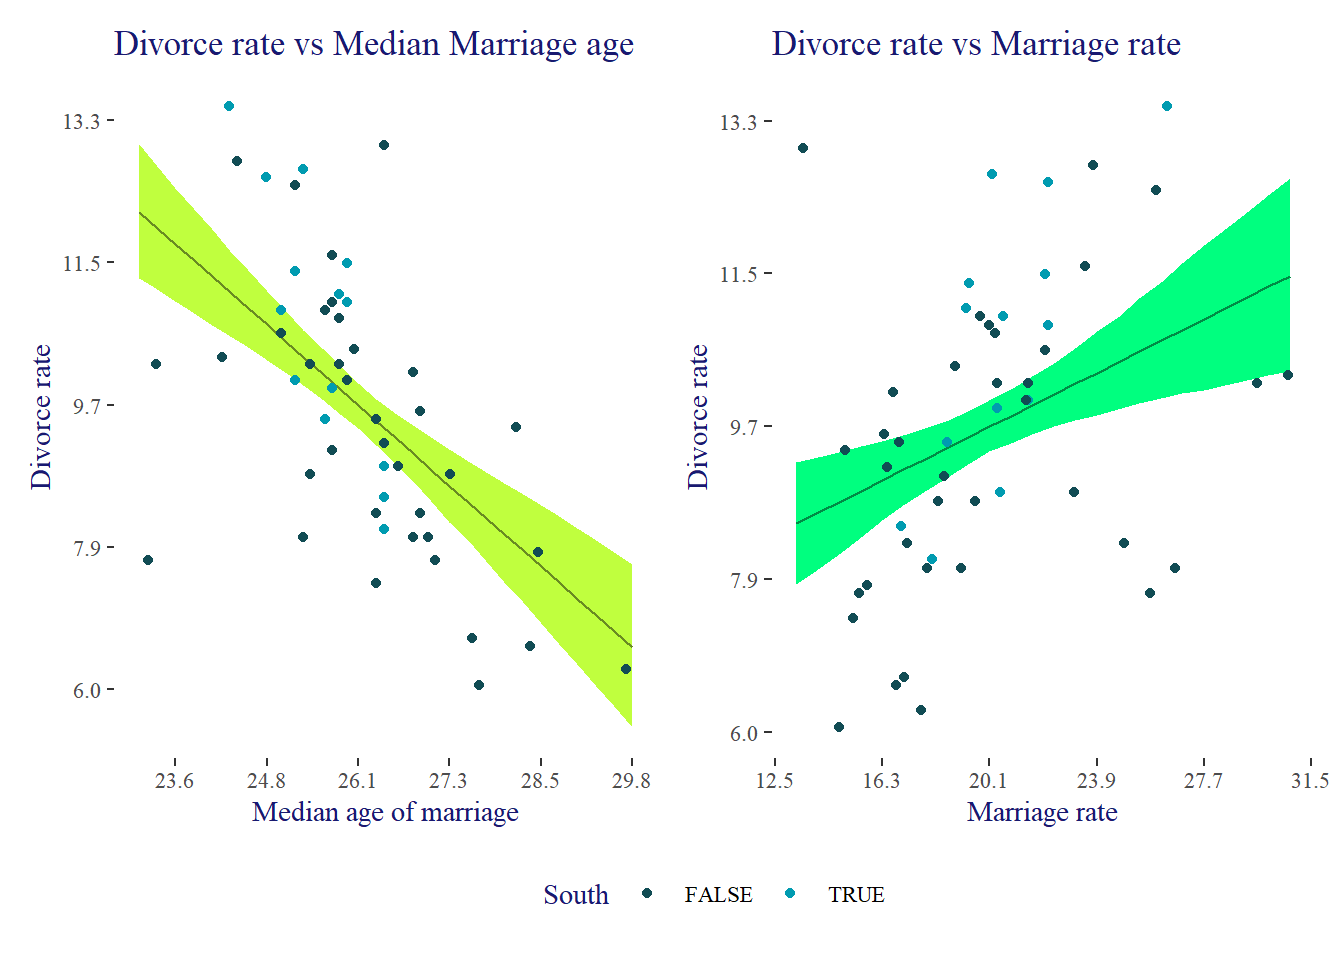 Divorce rate vs Median Marriage age
Divorce rate
13.3
11.5
9.7
7.9
6.0
23.6 24.8 26.1 27.3 28.5 29.8
Median age of marriage
Divorce rate vs Marriage rate
Divorce rate
13.3
11.5
9.7
7.9
6.0
12.5 16.3 20.1 23.9 27.7 31.5
Marriage rate
South FALSE TRUE